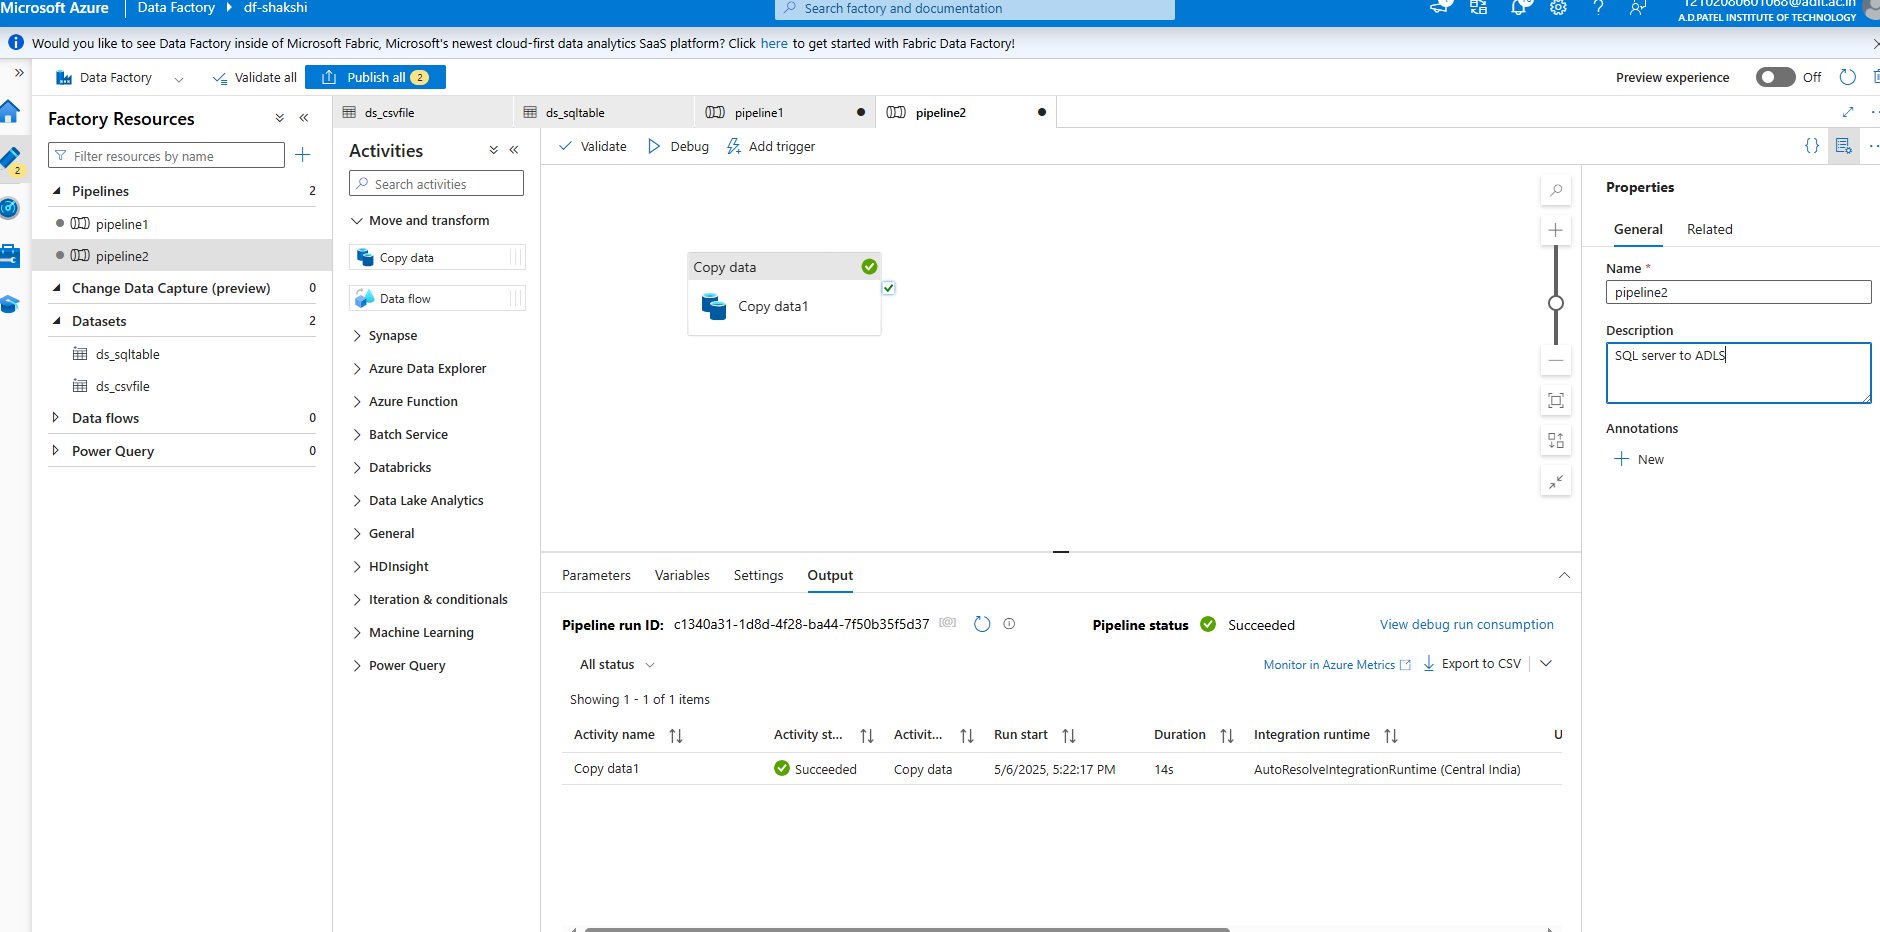 Microsoft Azure
Data Factory
df-shakshi
Search factory and documentation
12102080601068@adit.ac.in
A.D.PATEL INSTITUTE OF TECHNOLOGY
Would you like to see Data Factory inside of Microsoft Fabric, Microsoft's newest cloud-first data analytics SaaS platform? Click here to get started with Fabric Data Factory!
Data Factory
Validate all
Publish all 2
Preview experience
Off
2
Factory Resources
Filter resources by name
Pipelines 2
pipeline1
pipeline2
Change Data Capture (preview) 0
Datasets 2
ds_sqltable
ds_csvfile
Data flows 0
Power Query 0
ds_csvfile
ds_sqltable
pipeline1
pipeline2
Activities
Search activities
Move and transform
Copy data
Data flow
Synapse
Azure Data Explorer
Azure Function
Batch Service
Databricks
Data Lake Analytics
General
HDInsight
Iteration & conditionals
Machine Learning
Power Query
Validate
Debug
Add trigger
{}
Copy data
Copy data1
Parameters
Variables
Settings
Output
Pipeline run ID: c1340a31-1d8d-4f28-ba44-7f50b35f5d37 [@]
Pipeline status Succeeded
View debug run consumption
All status
Monitor in Azure Metrics
Export to CSV
Showing 1 - 1 of 1 items
Activity name Activity st... Activit... Run start Duration Integration runtime U
Copy data1 Succeeded Copy data 5/6/2025, 5:22:17 PM 14s AutoResolveIntegrationRuntime (Central India)
Properties
General
Related
Name *
pipeline2
Description
SQL server to ADLS
Annotations
New